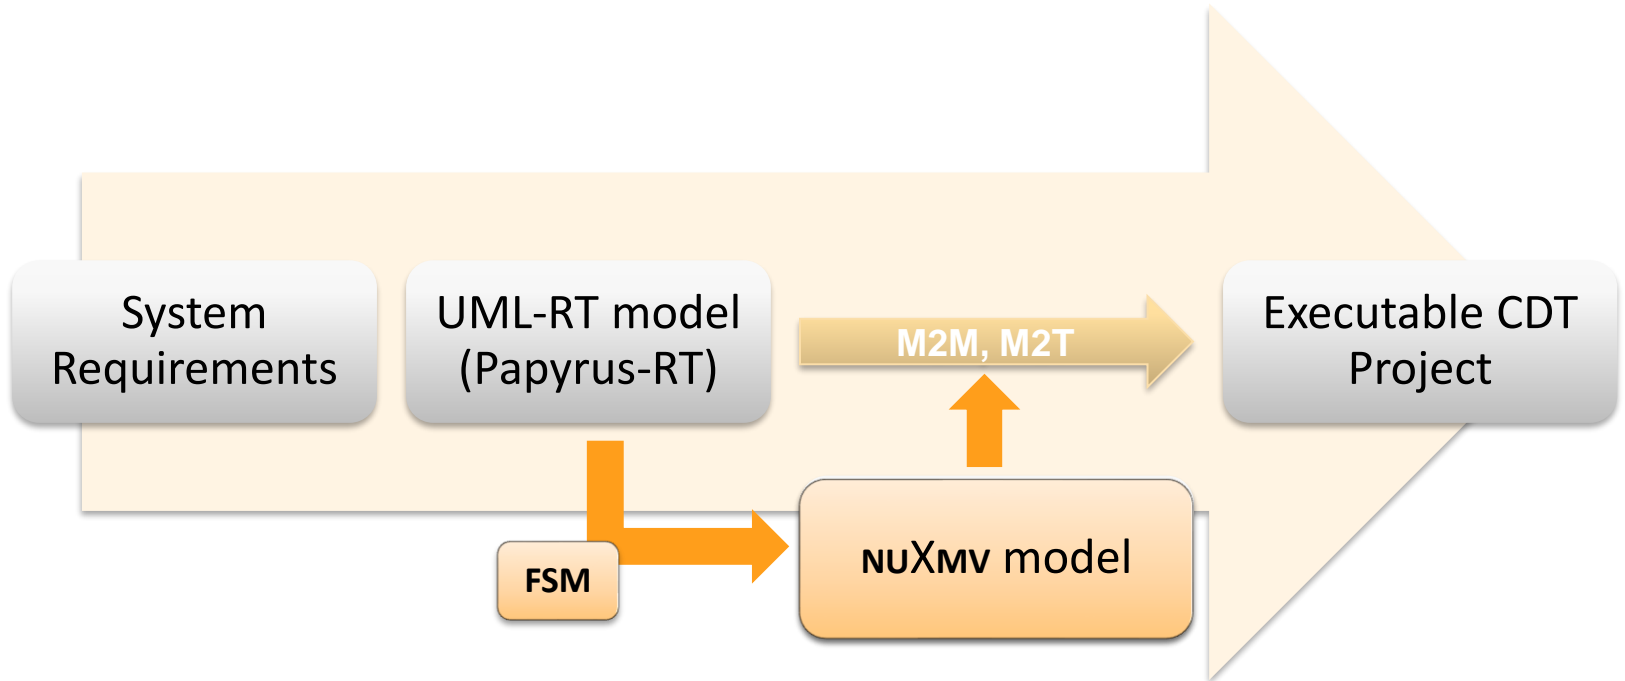 System
Requirements
UML-RT model
(Papyrus-RT)
M2M, M2T
Executable CDT
Project
FSM
NUXMV model